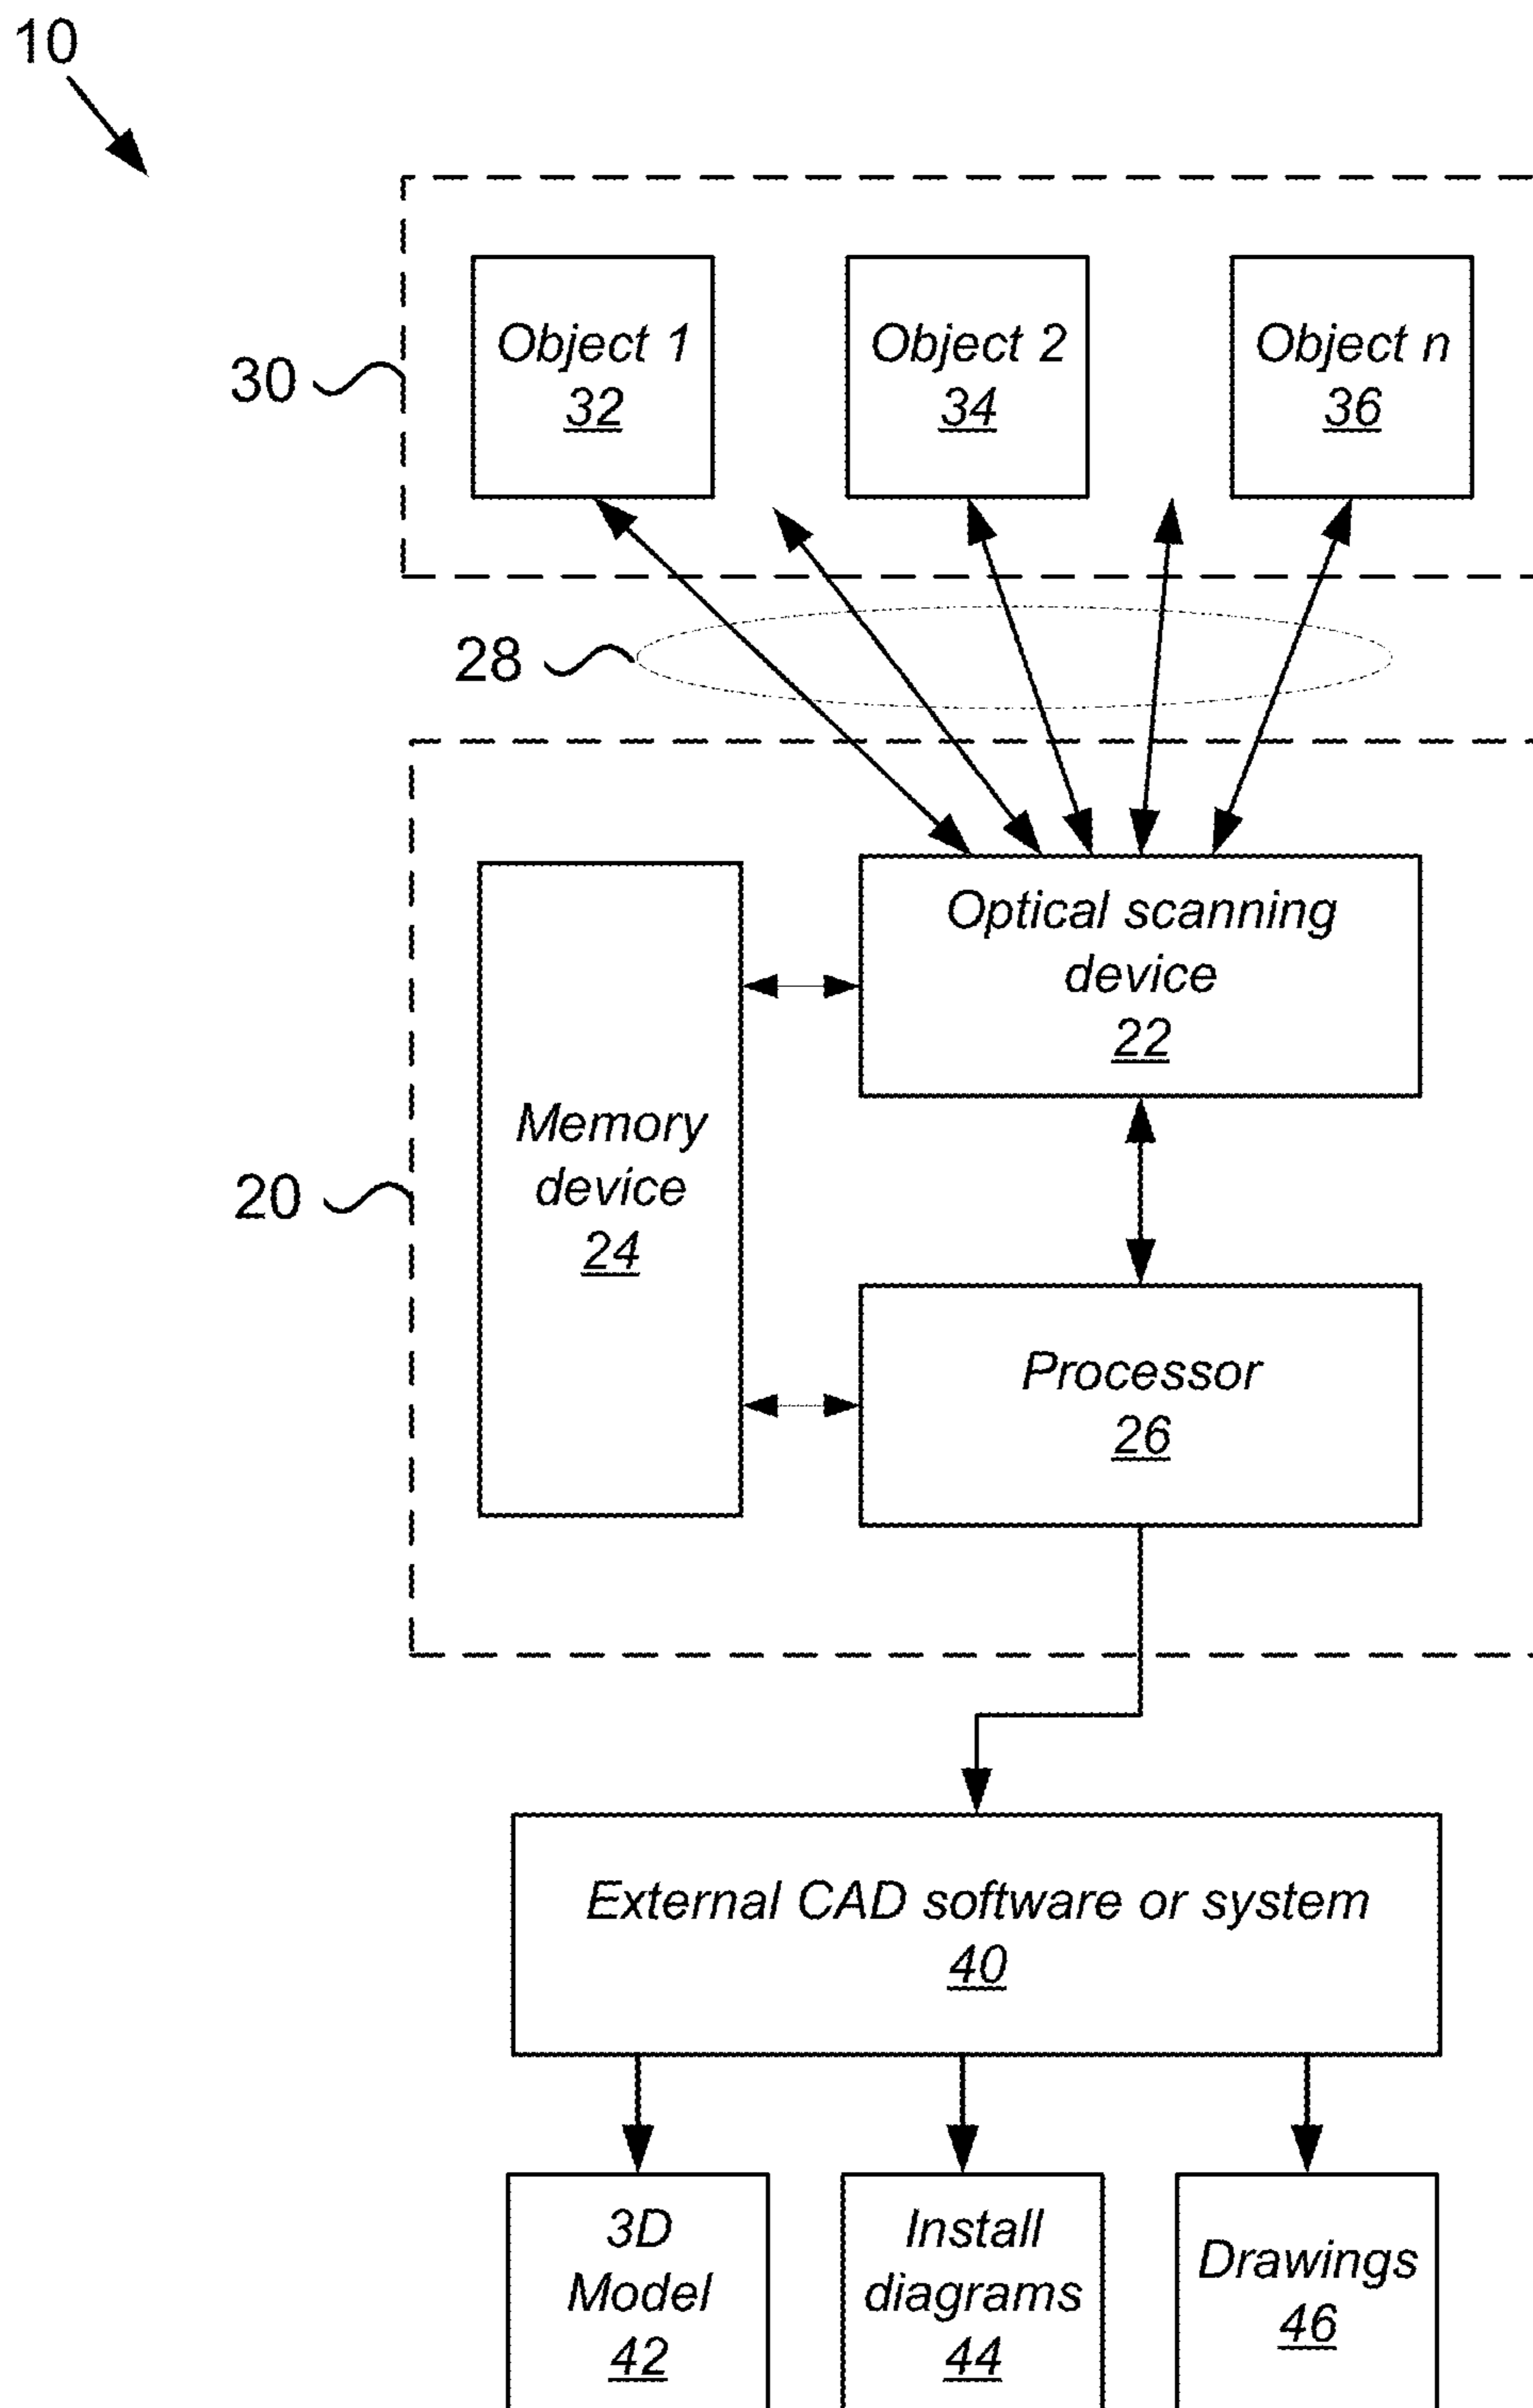 10
Object 1
32
Object 2
34
Object n
36
30
28
Optical scanning
device
22
Memory
device
24
20
Processor
26
External CAD software or system
40
3D
Model
42
Install
diagrams
44
Drawings
46